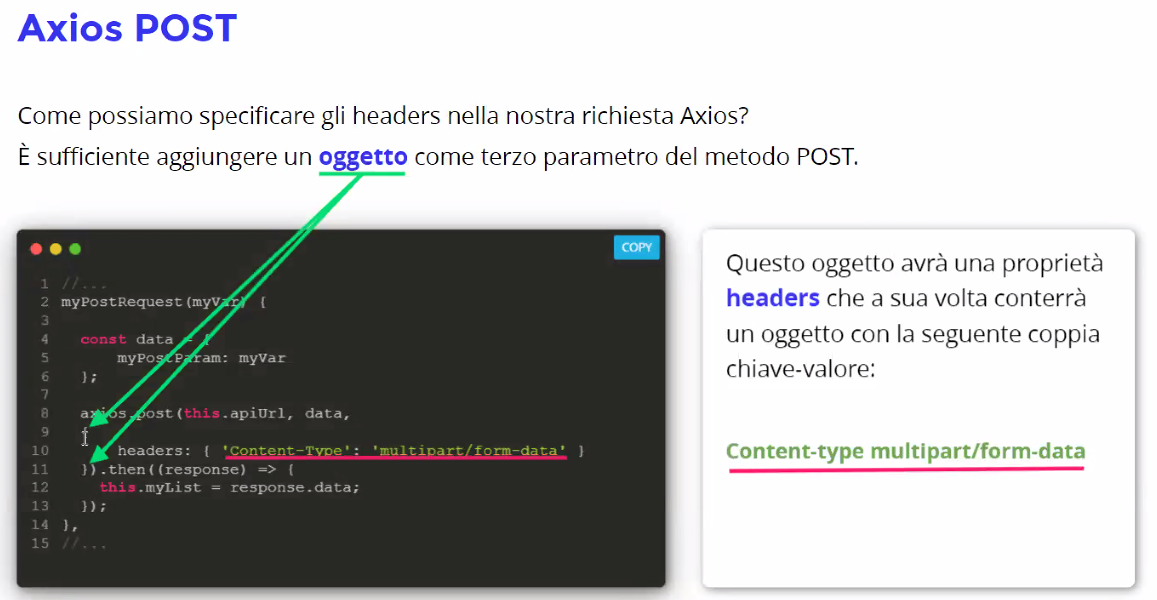 Axios POST
Come possiamo specificare gli headers nella nostra richiesta Axios?
È sufficiente aggiungere un oggetto come terzo parametro del metodo POST.
COPY
1 //...
2 myPostRequest(myVar) {
3
4 const data = {
5 myPostParam: myVar
6 };
7
8 axios.post(this.apiUrl, data,
9 {
10 headers: { 'Content-Type': 'multipart/form-data' }
11 }).then((response) => {
12 this.myList = response.data;
13 });
14 },
15 //...
Questo oggetto avrà una proprietà
headers che a sua volta conterrà
un oggetto con la seguente coppia
chiave-valore:
Content-type multipart/form-data